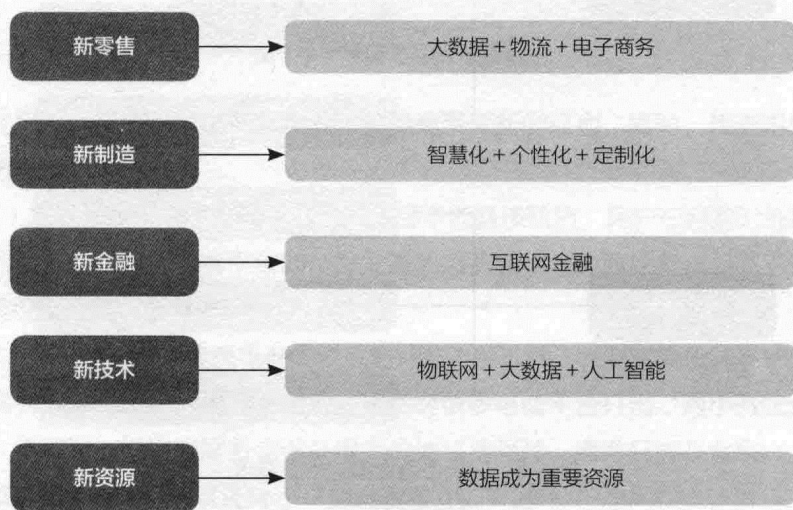 新零售 大数据+物流+电子商务
新制造 智慧化+个性化+定制化
新金融 互联网金融
新技术 物联网+大数据+人工智能
新资源 数据成为重要资源